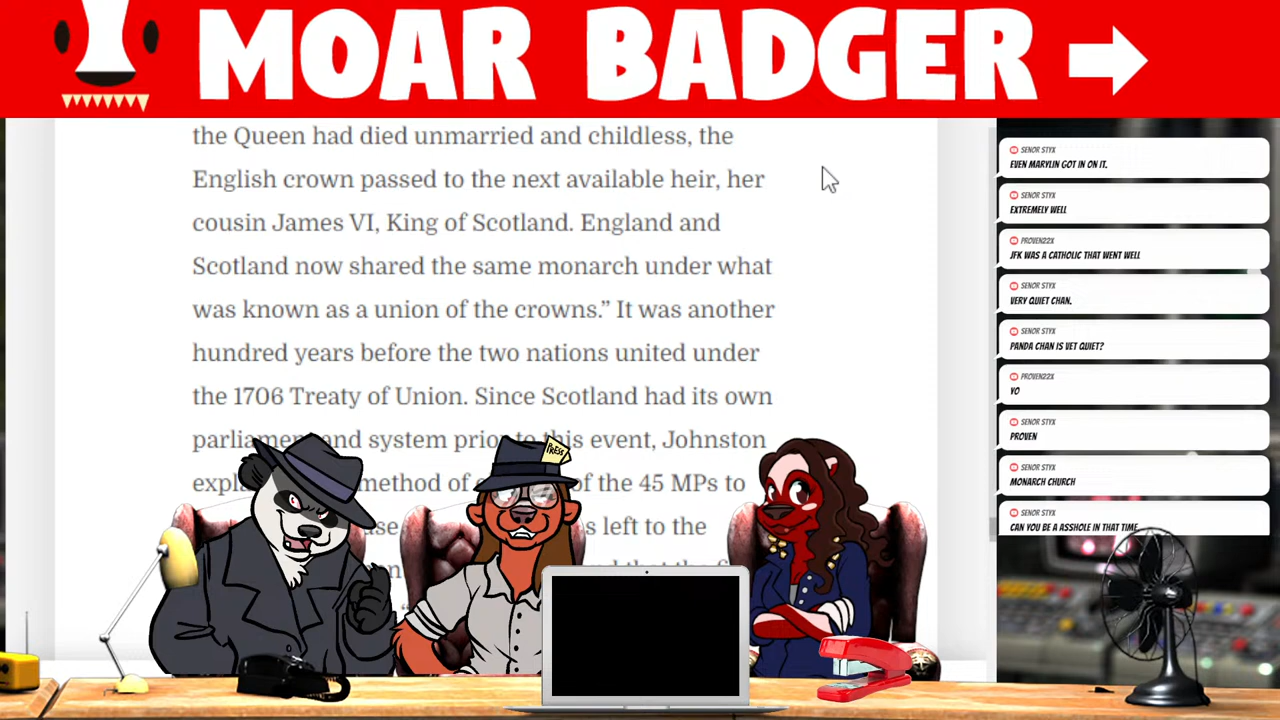 MOAR BADGER
the Queen had died unmarried and childless, the
English crown passed to the next available heir, her
cousin James VI, King of Scotland. England and
Scotland now shared the same monarch under what
was known as a union of the crowns.” It was another
hundred years before the two nations united under
the 1706 Treaty of Union. Since Scotland had its own
parliament and system prior to this event, Johnston
method of of the 45 MPs to
s left to the
PRESS
SENOR STYX
EVEN MARYLIN GOT IN ON IT.
SENOR STYX
EXTREMELY WELL
PROVEN22X
JFK WAS A CATHOLIC THAT WENT WELL
SENOR STYX
VERY QUIET CHAN.
SENOR STYX
PANDA CHAN IS VET QUIET?
PROVEN22X
YO
SENOR STYX
PROVEN
SENOR STYX
MONARCH CHURCH
SENOR STYX
CAN YOU BE A ASSHOLE IN THAT TIME